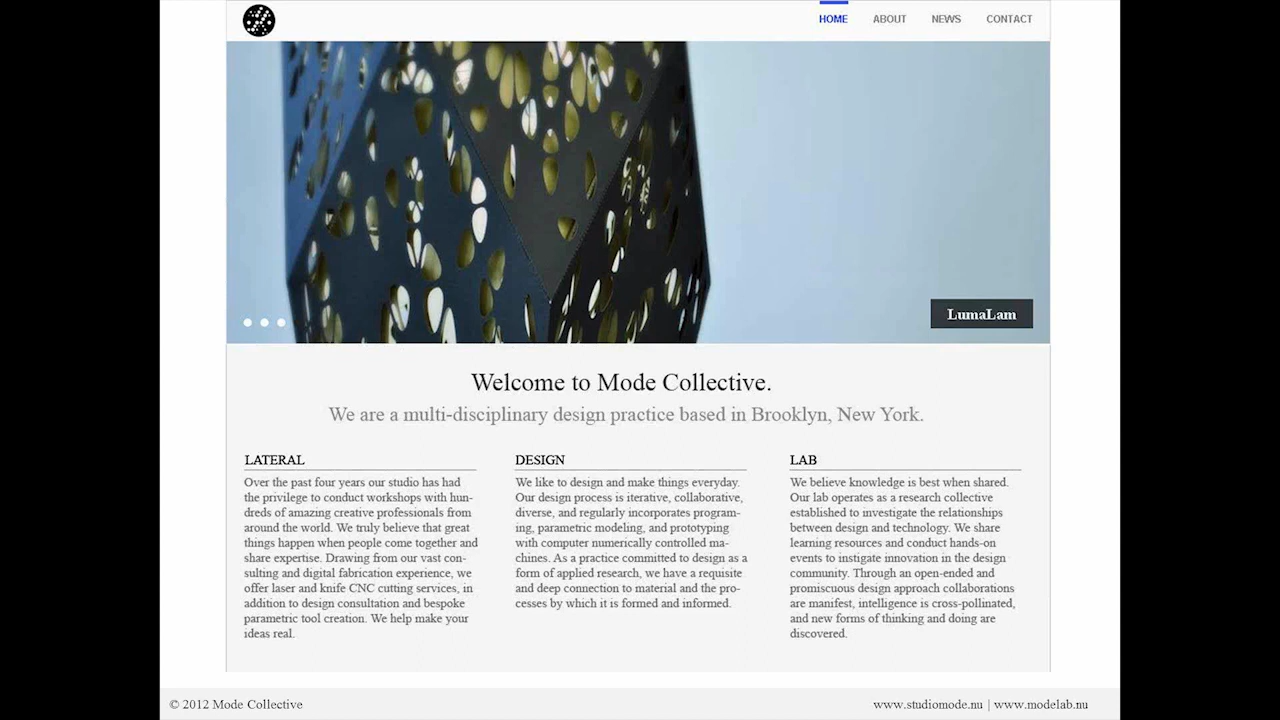 HOME ABOUT NEWS CONTACT
LumaLam
Welcome to Mode Collective.
We are a multi-disciplinary design practice based in Brooklyn, New York.
LATERAL
Over the past four years our studio has had
the privilege to conduct workshops with hun-
dreds of amazing creative professionals from
around the world. We truly believe that great
things happen when people come together and
share expertise. Drawing from our vast con-
sulting and digital fabrication experience, we
offer laser and knife CNC cutting services, in
addition to design consultation and bespoke
parametric tool creation. We help make your
ideas real.
DESIGN
We like to design and make things everyday.
Our design process is iterative, collaborative,
diverse, and regularly incorporates program-
ing, parametric modeling, and prototyping
with computer numerically controlled ma-
chines. As a practice committed to design as a
form of applied research, we have a requisite
and deep connection to material and the pro-
cesses by which it is formed and informed.
LAB
We believe knowledge is best when shared.
Our lab operates as a research collective
established to investigate the relationships
between design and technology. We share
learning resources and conduct hands-on
events to instigate innovation in the design
community. Through an open-ended and
promiscuous design approach collaborations
are manifest, intelligence is cross-pollinated,
and new forms of thinking and doing are
discovered.
© 2012 Mode Collective
www.studiomode.nu | www.modelab.nu